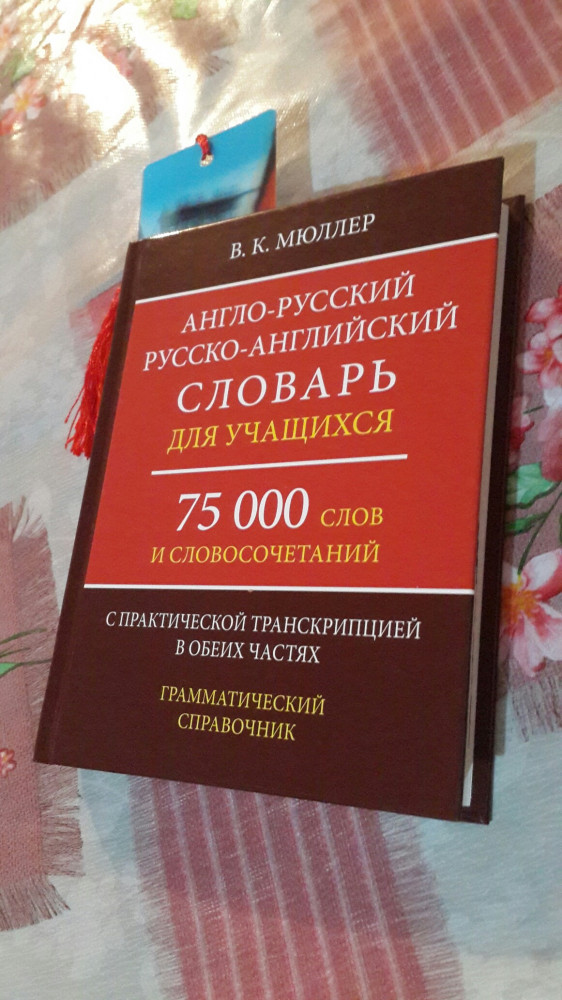 В. К. МЮЛЛЕР
АНГЛО-РУССКИЙ
РУССКО-АНГЛИЙСКИЙ
СЛОВАРЬ
ДЛЯ УЧАЩИХСЯ
75 000 СЛОВ
И СЛОВОСОЧЕТАНИЙ
С ПРАКТИЧЕСКОЙ ТРАНСКРИПЦИЕЙ
В ОБЕИХ ЧАСТЯХ
ГРАММАТИЧЕСКИЙ
СПРАВОЧНИК